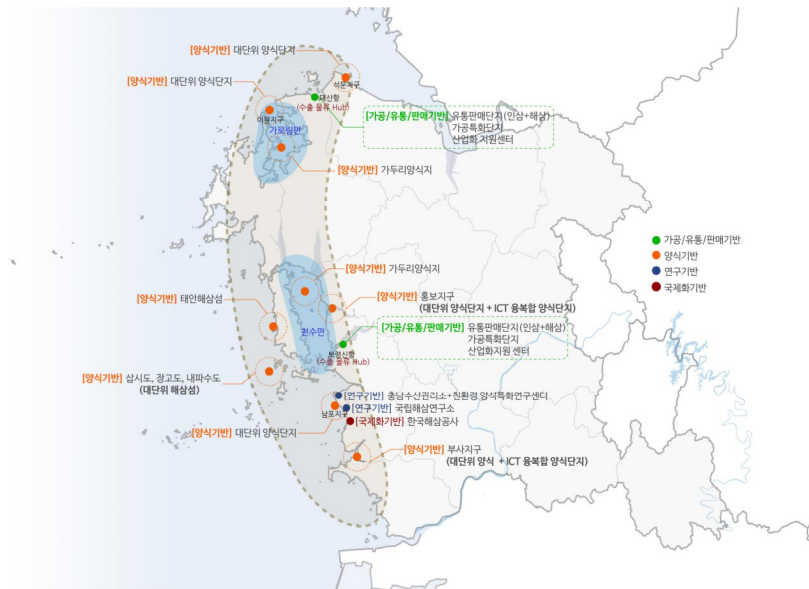 [양식기반] 대단위 양식단지
석문지구
[양식기반] 대단위 양식단지
대산항
(수출 물류 Hub)
이원지구
가로림만
[가공/유통/판매기반] 유통판매단지(인삼+해삼)
가공특화단지
산업화 지원센터
[양식기반] 가두리양식지
가공/유통/판매기반
양식기반
연구기반
국제화기반
[양식기반] 가두리양식지
[양식기반] 태안해삼섬
[양식기반] 홍보지구
(대단위 양식단지 + ICT 융복합 양식단지)
천수만
[가공/유통/판매기반] 유통판매단지(인삼+해삼)
가공특화단지
산업화지원 센터
보령신항
(수출 물류 Hub)
[양식기반] 삽시도, 장고도, 내파수도
(대단위 해삼섬)
[연구기반] 충남수산관리소+친환경 양식특화연구센터
남포지구
[연구기반] 국립해삼연구소
[국제화기반] 한국해삼공사
[양식기반] 대단위 양식단지
[양식기반] 부사지구
(대단위 양식 + ICT 융복합 양식단지)